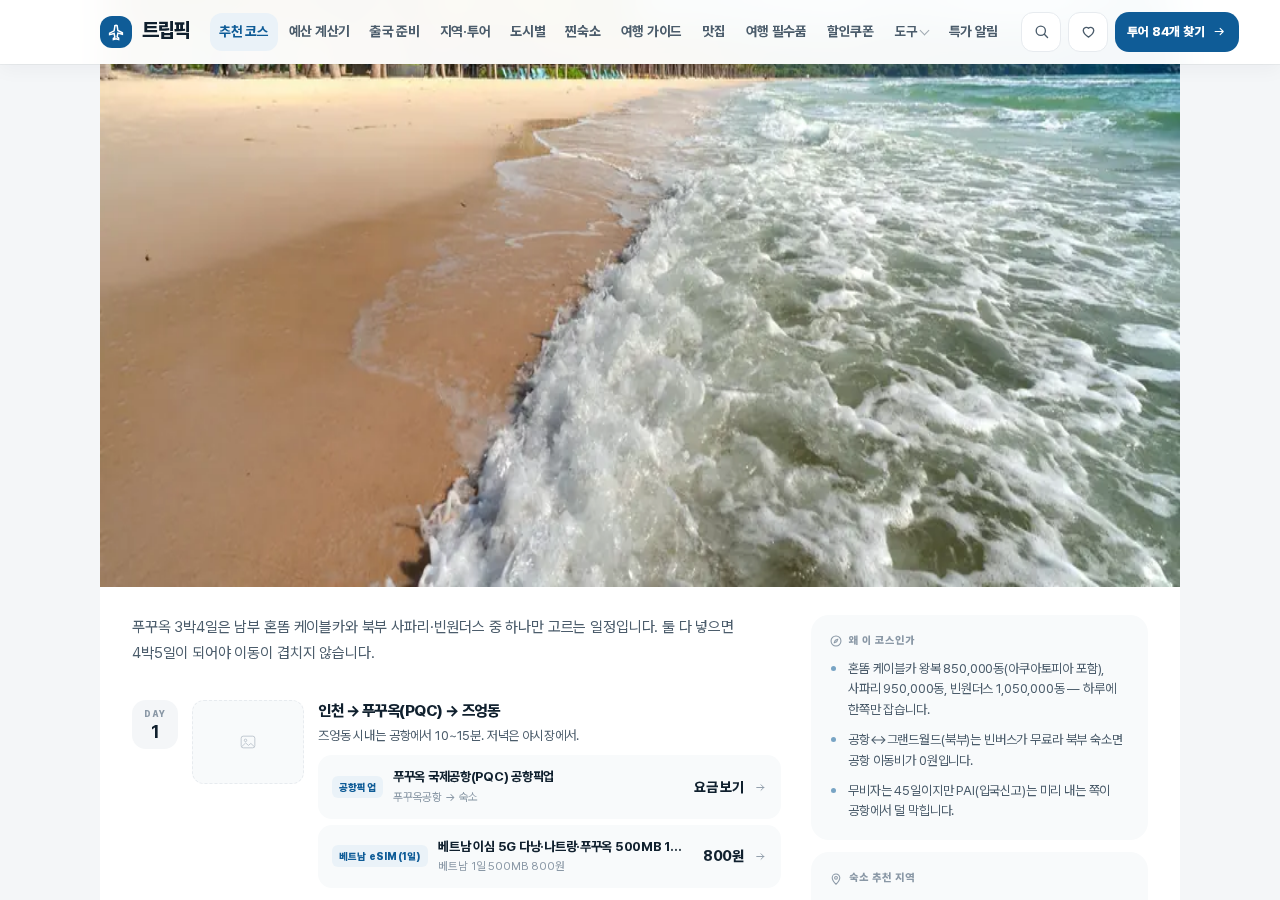 트립픽
추천 코스
예산 계산기
출국 준비
지역·투어
도시별
찐숙소
여행 가이드
맛집
여행 필수품
할인쿠폰
도구
특가 알림
투어 84개 찾기 →
푸꾸옥 3박4일은 남부 혼똠 케이블카와 북부 사파리·빈원더스 중 하나만 고르는 일정입니다. 둘 다 넣으면
4박5일이 되어야 이동이 겹치지 않습니다.
DAY
1
인천 → 푸꾸옥(PQC) → 즈엉동
즈엉동 시내는 공항에서 10~15분. 저녁은 야시장에서.
공항픽업
푸꾸옥 국제공항(PQC) 공항픽업
푸꾸옥공항 → 숙소
요금 보기 →
베트남 eSIM (1일)
베트남 이심 5G 다낭·나트랑·푸꾸옥 500MB 1…
베트남 1일 500MB 800원
800원 →
왜 이 코스인가
혼똠 케이블카 왕복 850,000동(아쿠아토피아 포함),
사파리 950,000동, 빈원더스 1,050,000동 — 하루에
한쪽만 잡습니다.
공항↔그랜드월드(북부)는 빈버스가 무료라 북부 숙소면
공항 이동비가 0원입니다.
무비자는 45일이지만 PAI(입국신고)는 미리 내는 쪽이
공항에서 덜 막힙니다.
숙소 추천 지역